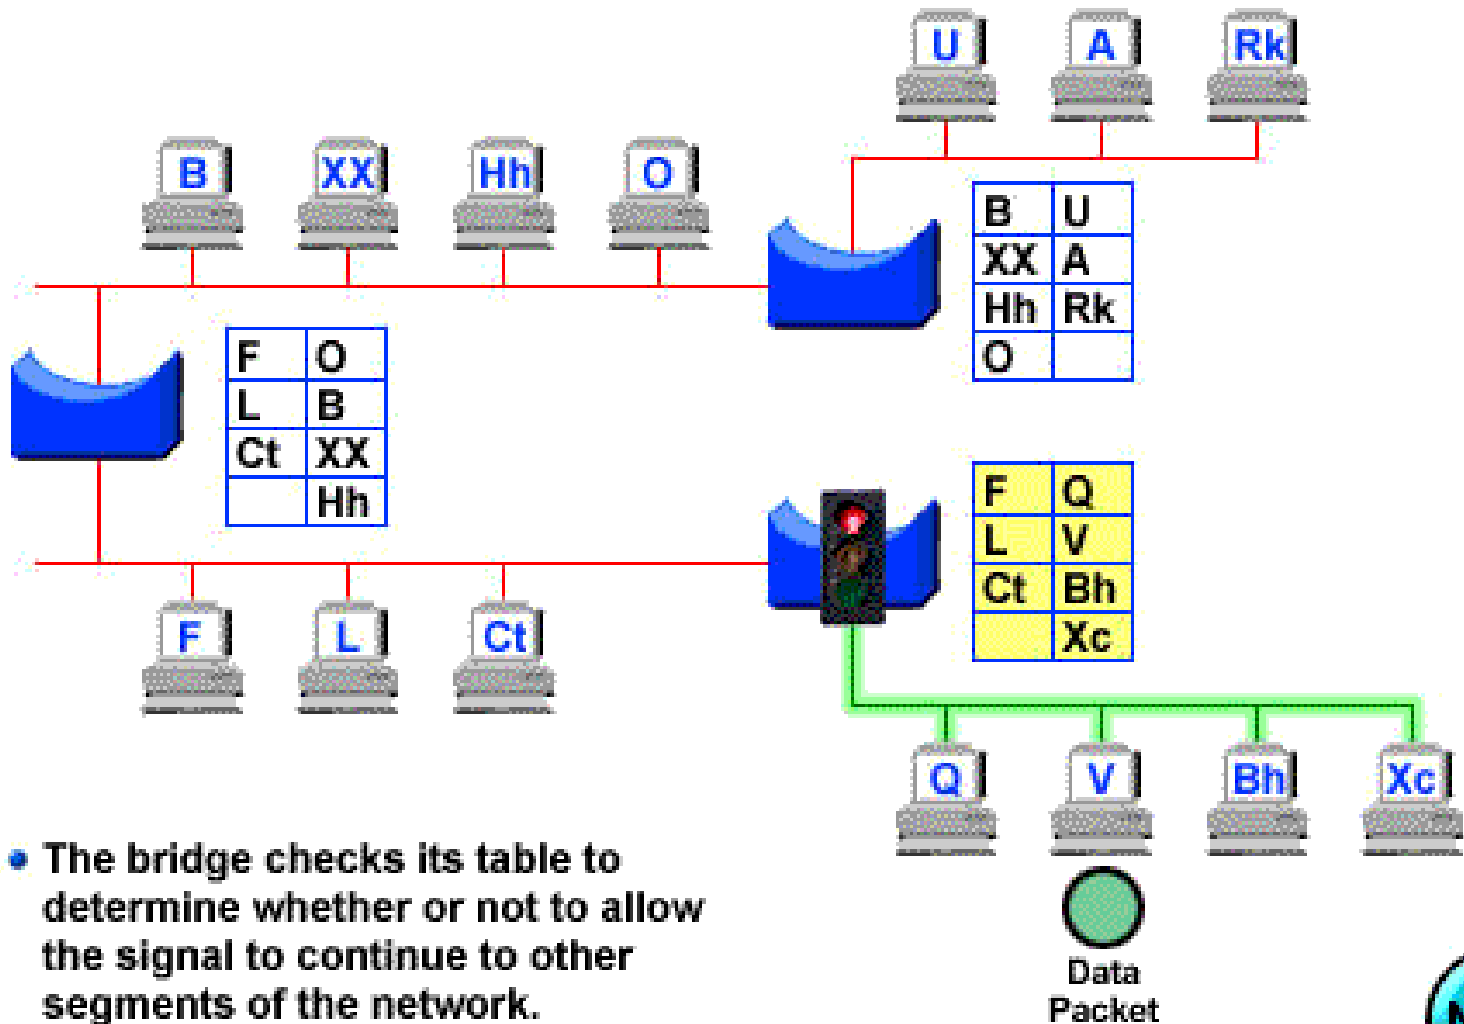 U A Rk
B XX Hh O
B U
XX A
Hh Rk
O
F O
L B
Ct XX
Hh
F Q
L V
Ct Bh
Xc
F L Ct
Q V Bh Xc
The bridge checks its table to
determine whether or not to allow
the signal to continue to other
segments of the network.
Data
Packet